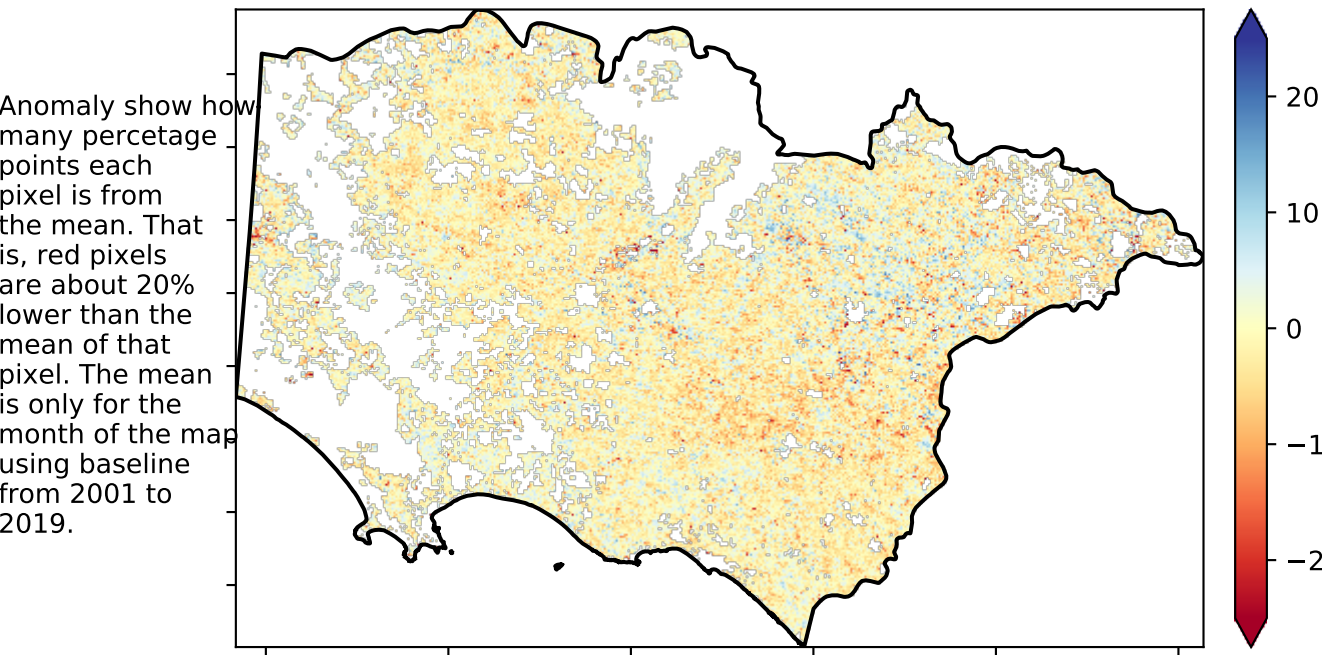 Anomaly show how
many percetage
points each
pixel is from
the mean. That
is, red pixels
are about 20%
lower than the
mean of that
pixel. The mean
is only for the
month of the map
using baseline
from 2001 to
2019.
20
10
0
−1
−2